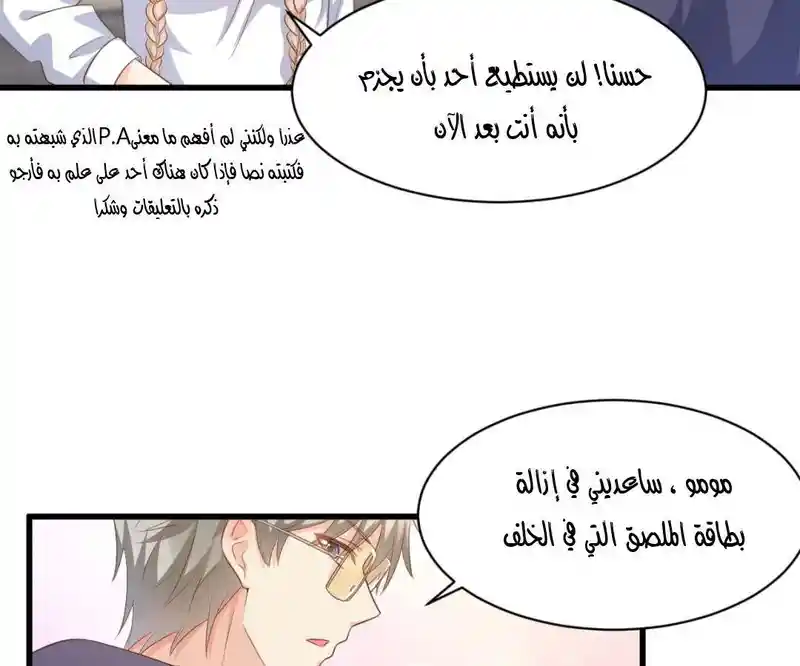 حسنا! لن يستطيع أحد بأن يجزم
بأنه أنت بعد الآن
عذرا ولكنني لم أفهم ما معنىP.A الذي شبهته به
فكتبته نصا فإذا كان هناك أحد على علم به فأرجو
ذكره بالتعليقات وشكرا
مومو ، ساعديني في إزالة
بطاقة الملصق التي في الخلف